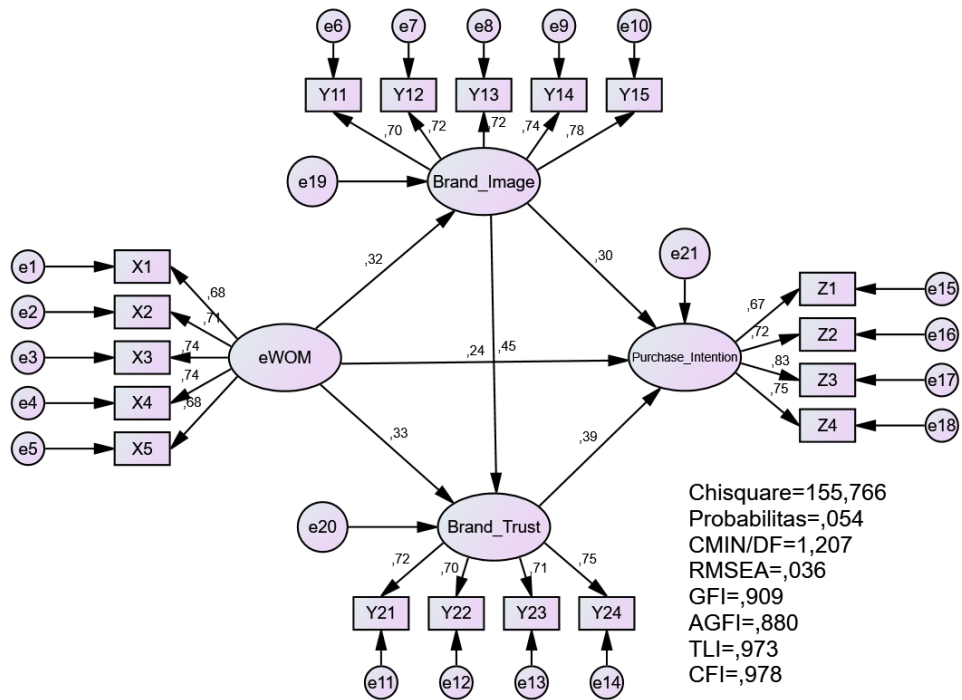 e6 e7 e8 e9 e10
Y11 Y12 Y13 Y14 Y15
,70 ,72 ,72 ,74 ,78
e19 Brand_Image
,32 ,30
e21
e1 X1
e2 X2
e3 X3
e4 X4
e5 X5
,68
,71
,74
,74
,68
eWOM
,24 ,45
Purchase_Intention
,67
,72
,83
,75
Z1 e15
Z2 e16
Z3 e17
Z4 e18
,33 ,39
e20 Brand_Trust
,72 ,70 ,71 ,75
Y21 Y22 Y23 Y24
e11 e12 e13 e14
Chisquare=155,766
Probabilitas=,054
CMIN/DF=1,207
RMSEA=,036
GFI=,909
AGFI=,880
TLI=,973
CFI=,978